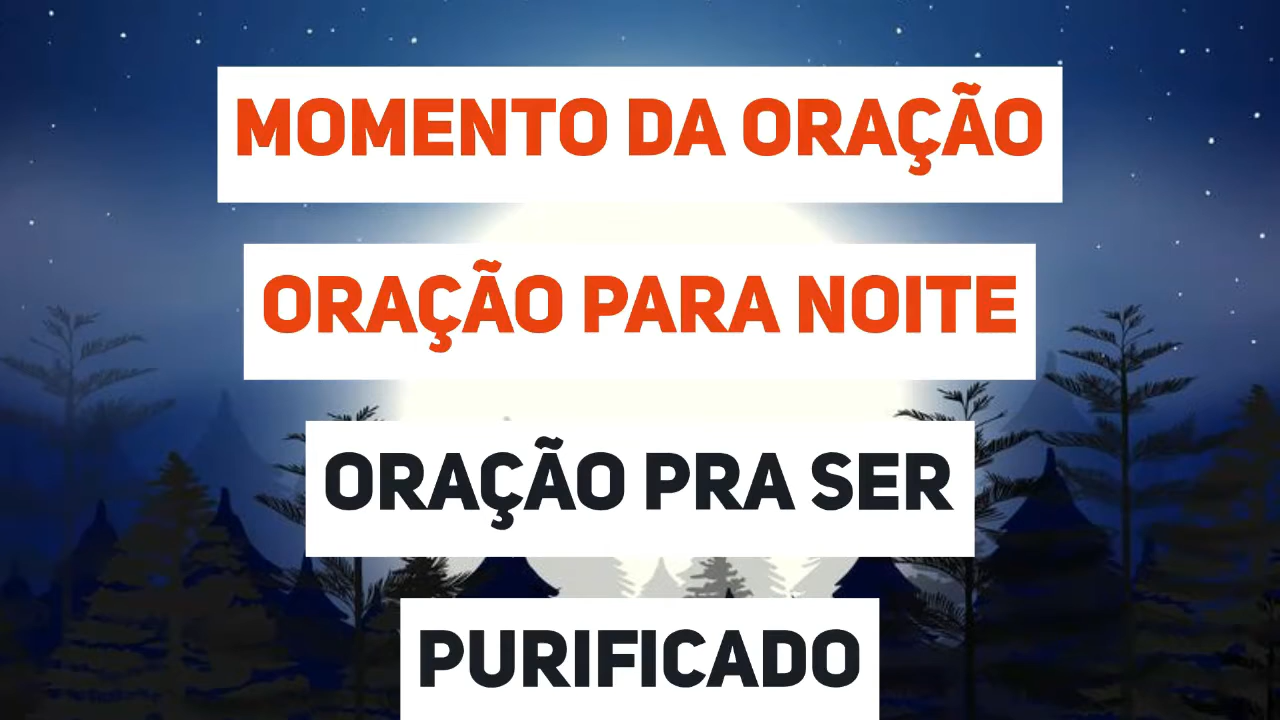 MOMENTO DA ORAÇÃO
ORAÇÃO PARA NOITE
ORAÇÃO PRA SER
PURIFICADO